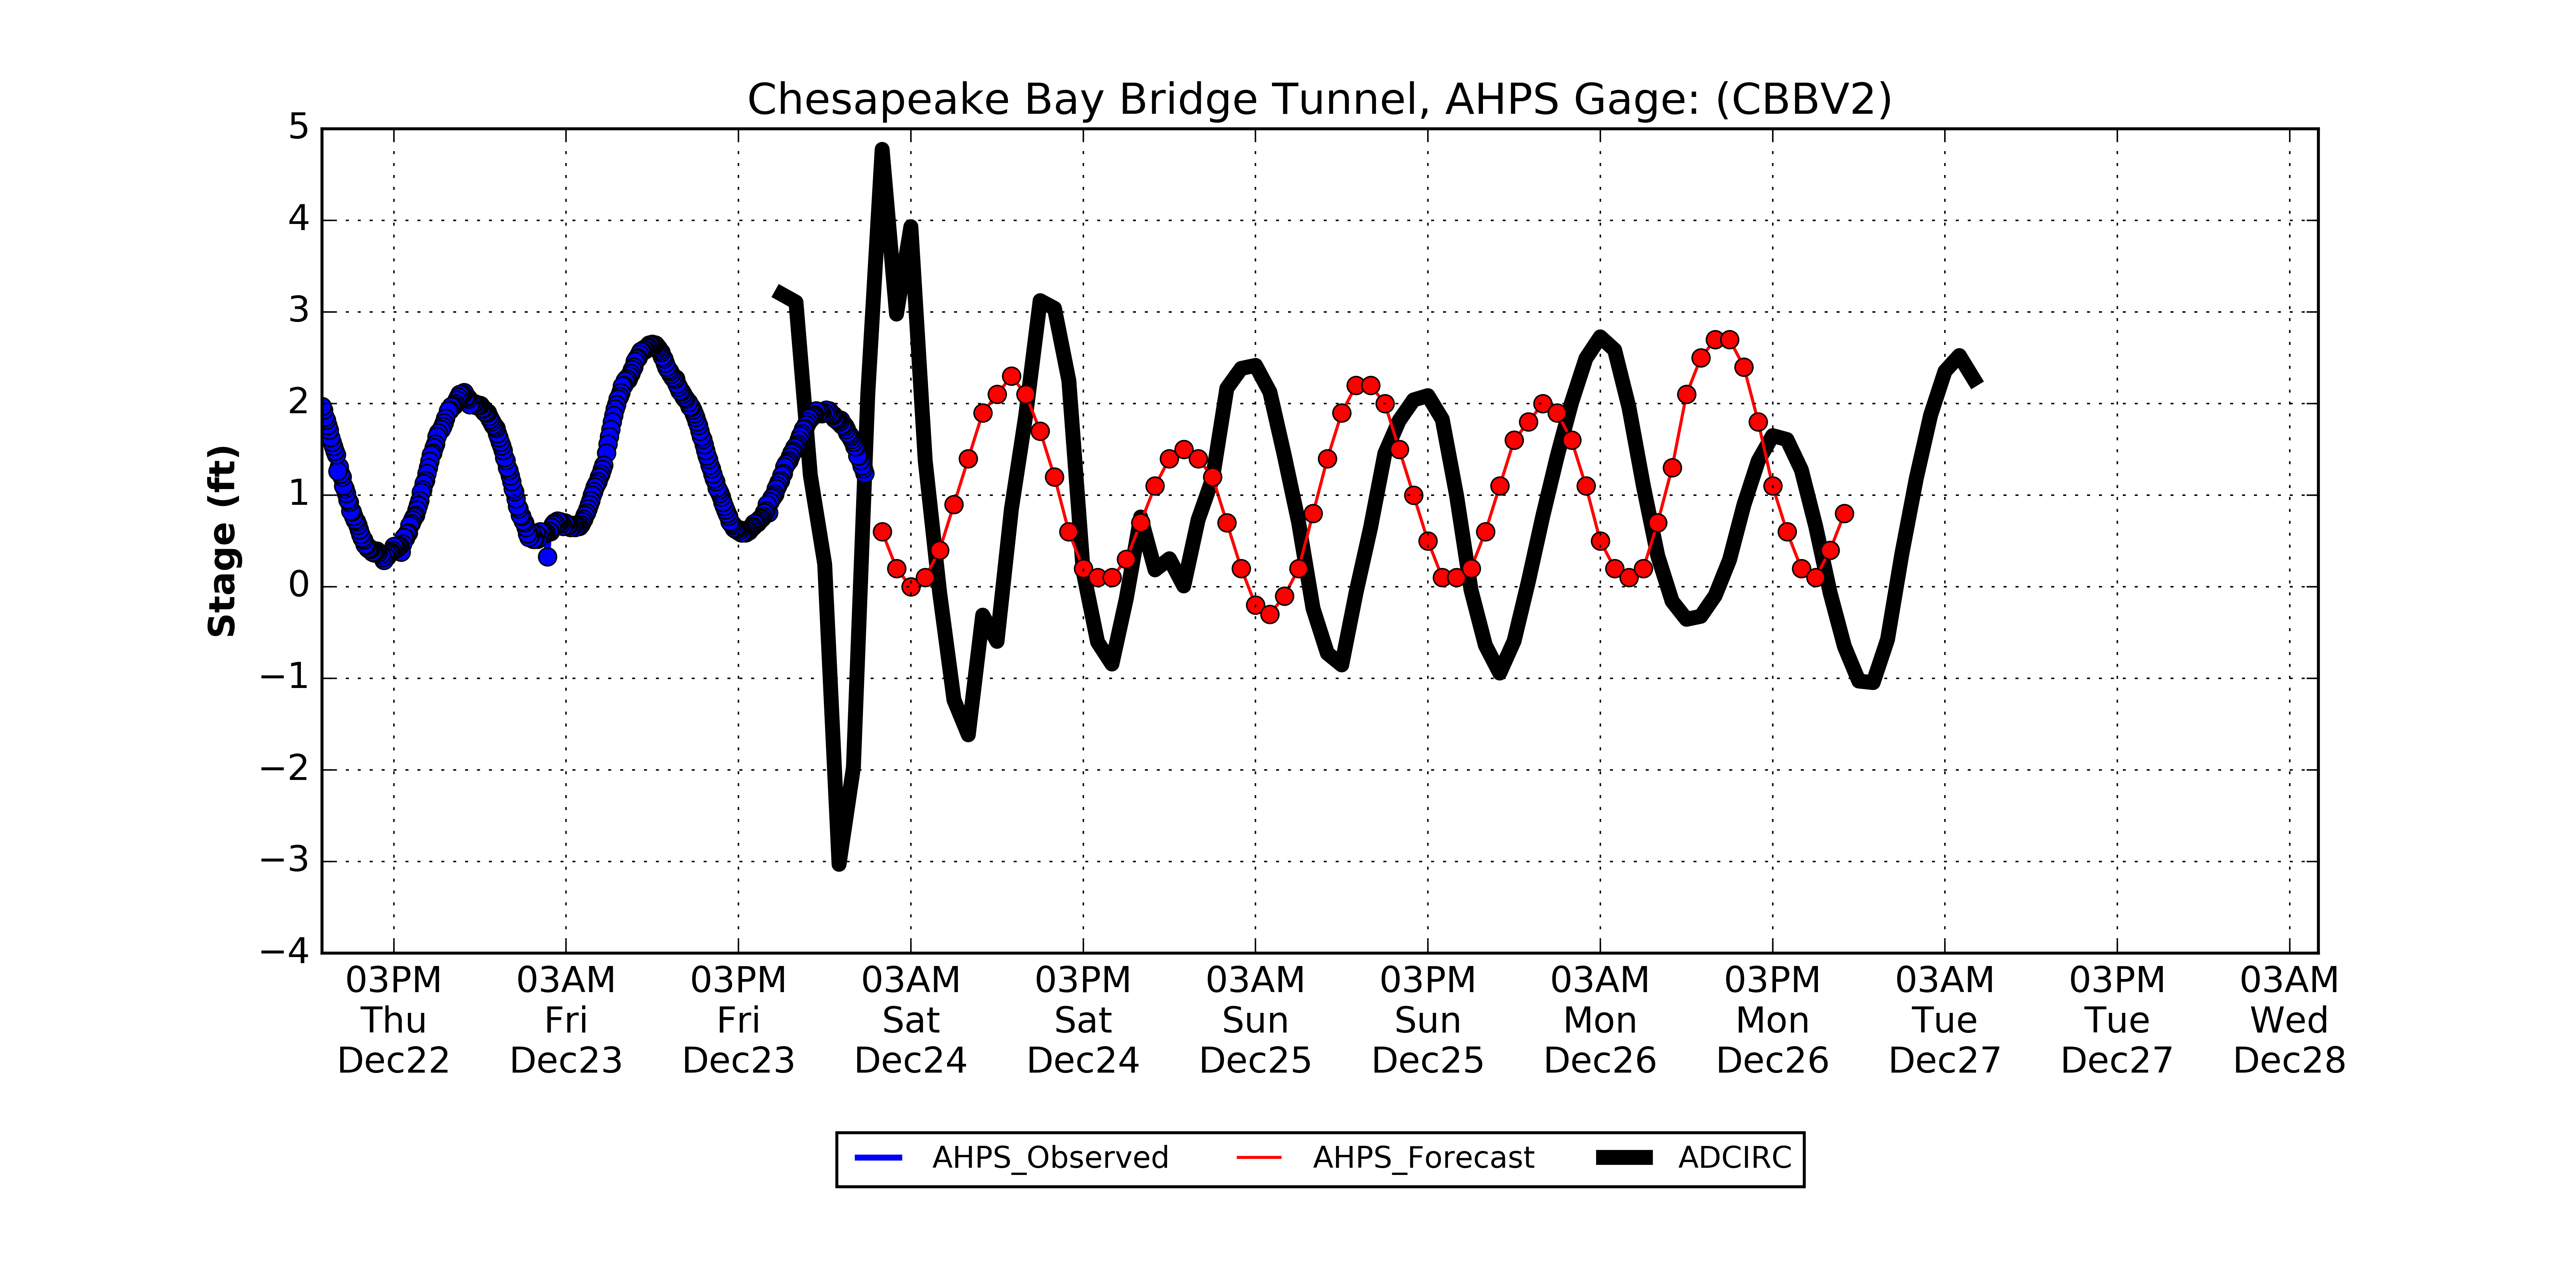 Chesapeake Bay Bridge Tunnel, AHPS Gage: (CBBV2)
5
4
3
2
1
0
−1
−2
−3
−4
Stage (ft)
03PM 03AM 03PM 03AM 03PM 03AM 03PM 03AM 03PM 03AM 03PM 03AM
Thu Fri Fri Sat Sat Sun Sun Mon Mon Tue Tue Wed
Dec22 Dec23 Dec23 Dec24 Dec24 Dec25 Dec25 Dec26 Dec26 Dec27 Dec27 Dec28
AHPS_Observed AHPS_Forecast ADCIRC